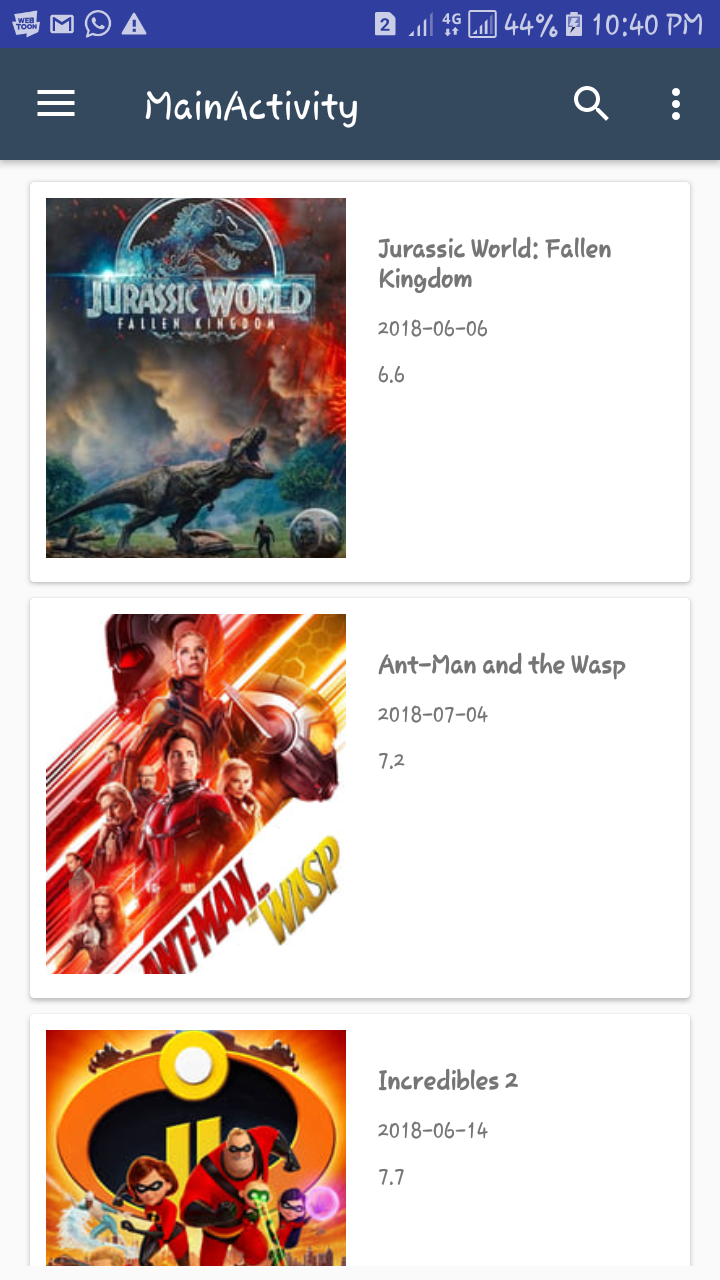 WEB TOON 2 4G 44% 10:40 PM
MainActivity
JURASSIC WORLD
FALLEN KINGDOM
Jurassic World: Fallen
Kingdom
2018-06-06
6.6
Ant-Man and the Wasp
2018-07-04
7.2
ANT-MAN AND THE WASP
Incredibles 2
2018-06-14
7.7